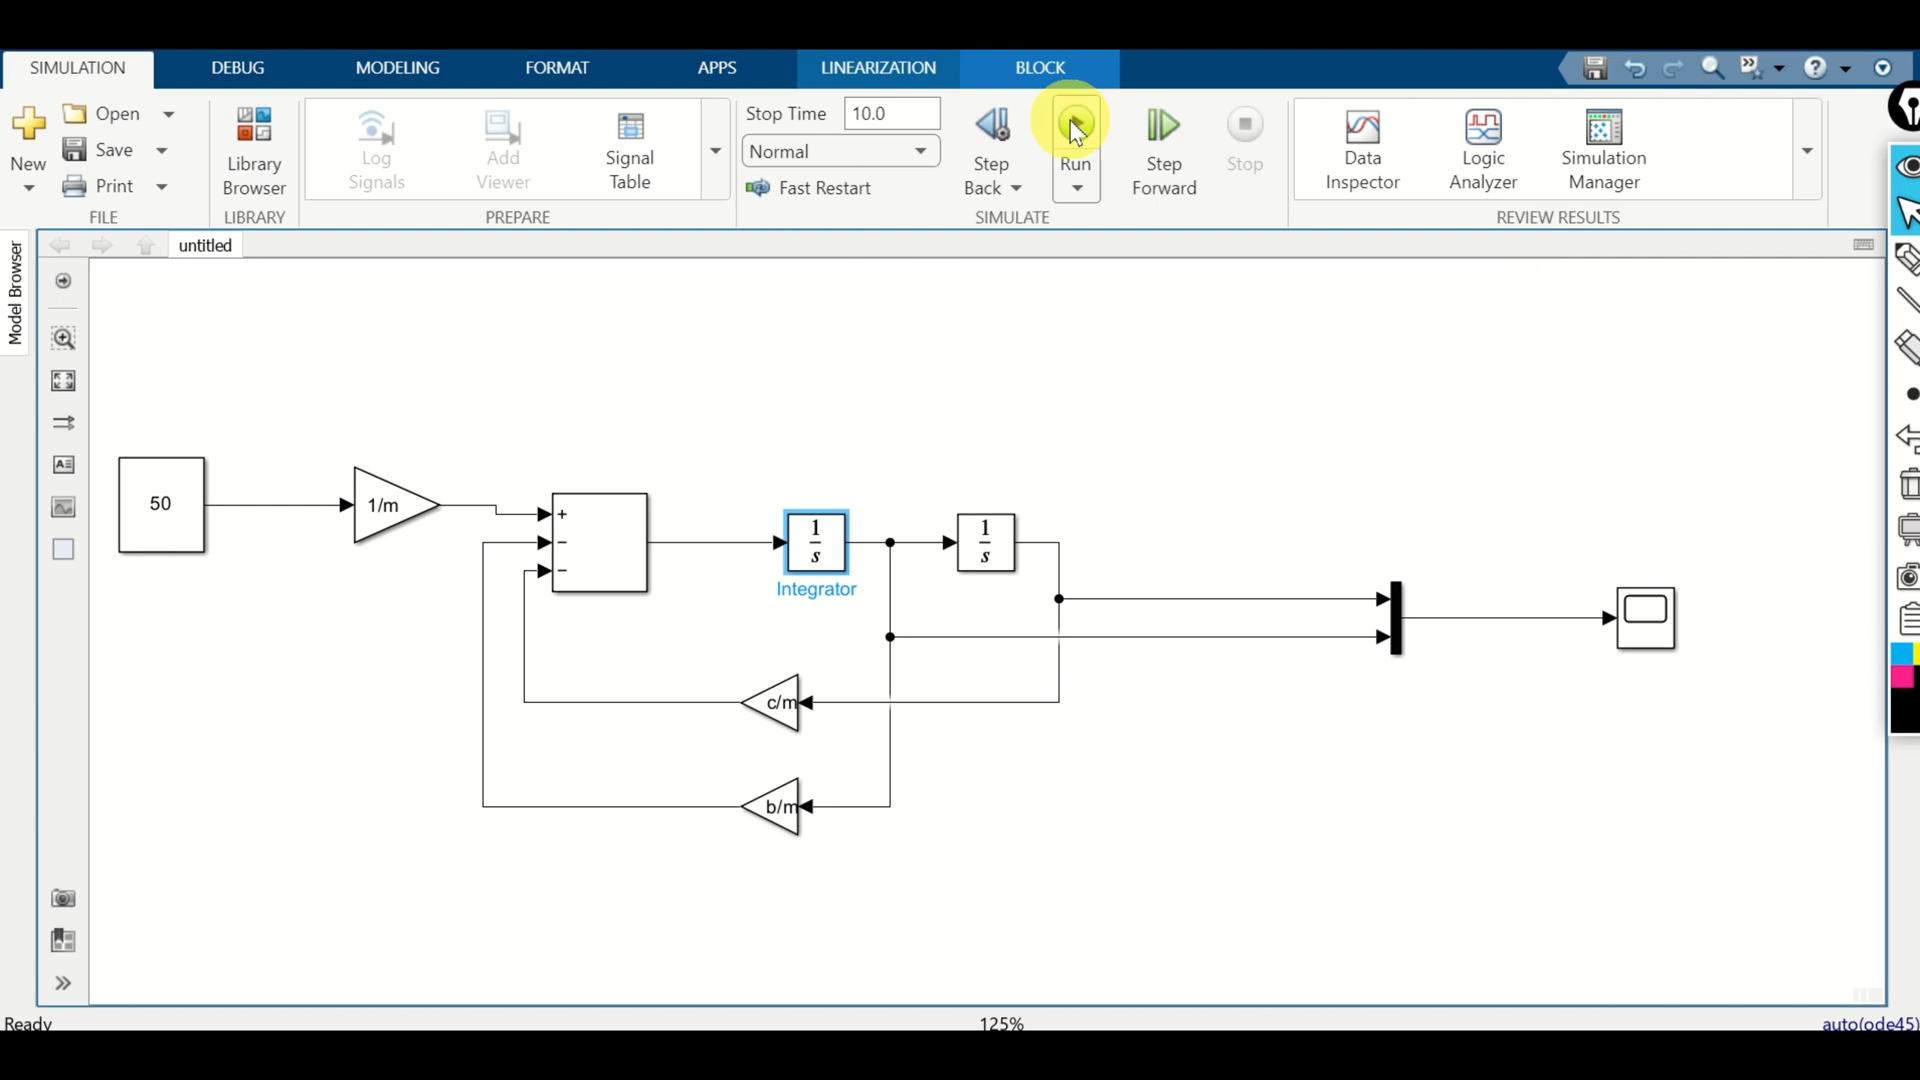 SIMULATION DEBUG MODELING FORMAT APPS LINEARIZATION BLOCK
New
Open
Save
Print
FILE
Library
Browser
LIBRARY
Log
Signals
Add
Viewer
Signal
Table
PREPARE
Stop Time 10.0
Normal
Fast Restart
Step
Back
Run
Step
Forward
Stop
SIMULATE
Data
Inspector
Logic
Analyzer
Simulation
Manager
REVIEW RESULTS
Model Browser
untitled
50
1/m
+
−
−
1
s
Integrator
1
s
c/m
b/m
Ready 125% auto(ode45)